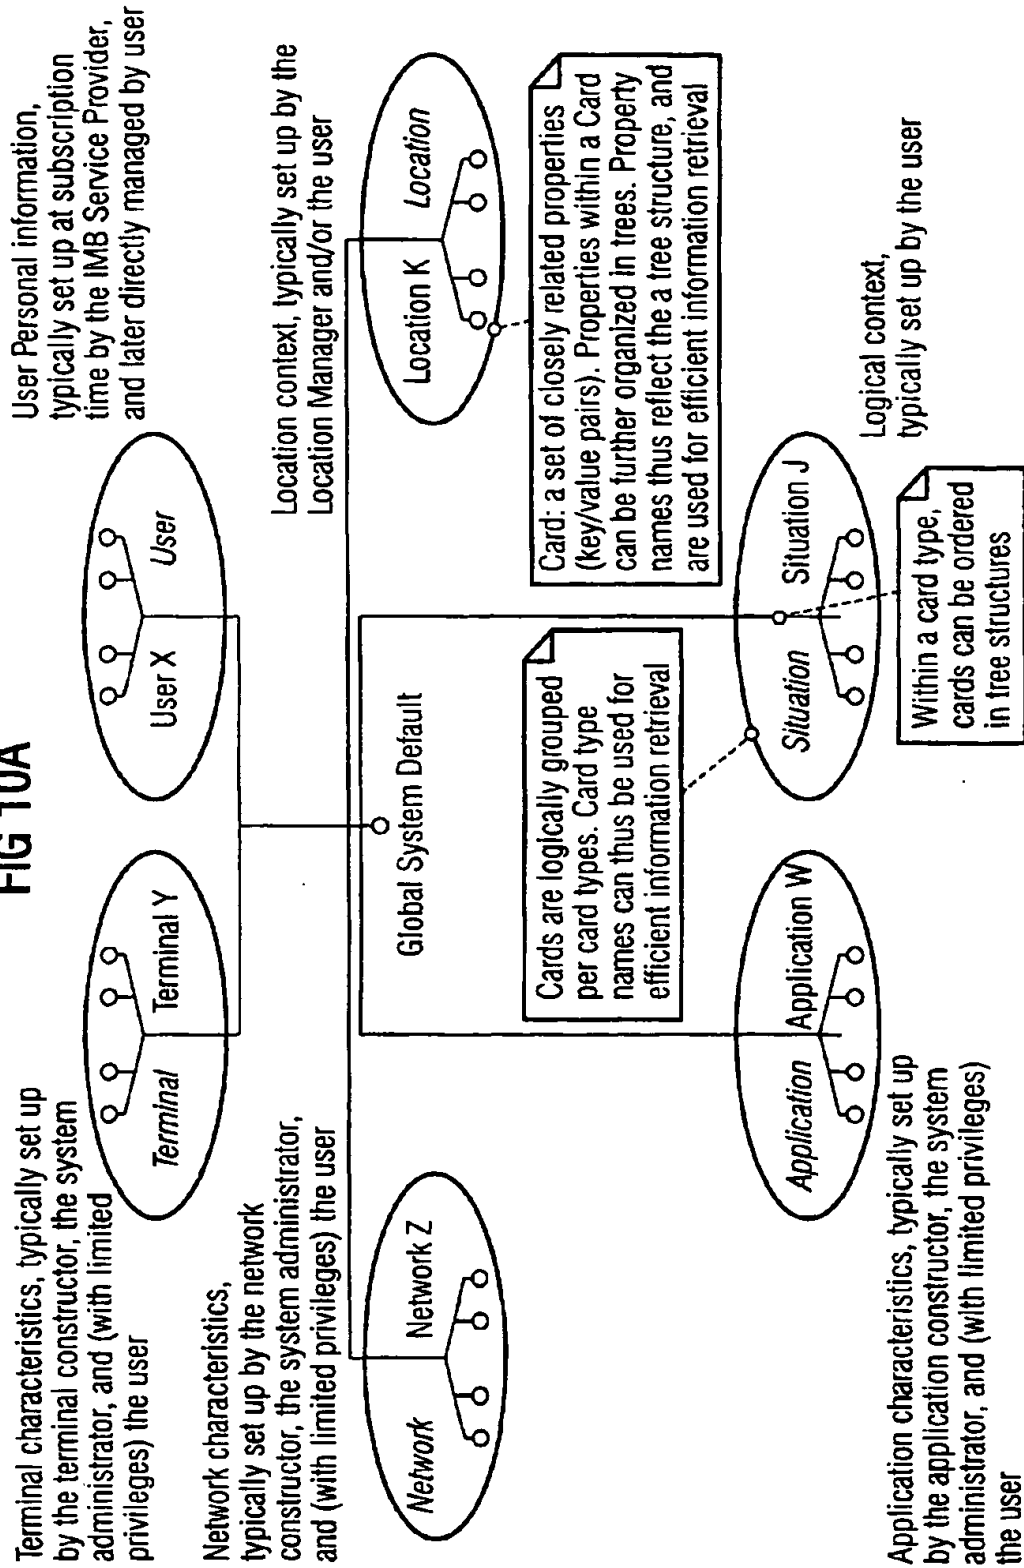 FIG 10A
Terminal characteristics, typically set up
by the terminal constructor, the system
administrator, and (with limited
privileges) the user
Terminal
Terminal Y
User X
User
User Personal information,
typically set up at subscription
time by the IMB Service Provider,
and later directly managed by user
Network characteristics,
typically set up by the network
constructor, the system administrator,
and (with limited privileges) the user
Network
Network Z
Global System Default
Location context, typically set up by the
Location Manager and/or the user
Location K
Location
Cards are logically grouped
per card types. Card type
names can thus be used for
efficient information retrieval
Card: a set of closely related properties
(key/value pairs). Properties within a Card
can be further organized in trees. Property
names thus reflect the a tree structure, and
are used for efficient information retrieval
Application
Application W
Situation
Situation J
Application characteristics, typically set up
by the application constructor, the system
administrator, and (with limited privileges)
the user
Logical context,
typically set up by the user
Within a card type,
cards can be ordered
in tree structures